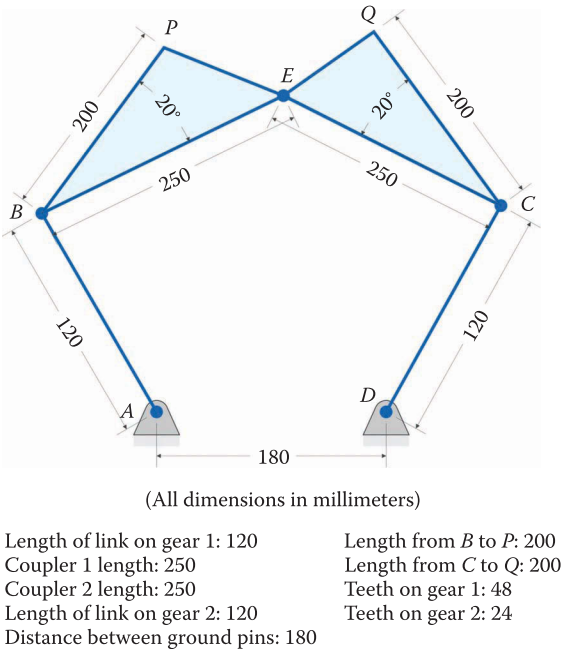 P
Q
E
200
20°
20°
200
250
250
B
C
120
120
A
D
180
(All dimensions in millimeters)
Length of link on gear 1: 120
Coupler 1 length: 250
Coupler 2 length: 250
Length of link on gear 2: 120
Distance between ground pins: 180
Length from B to P: 200
Length from C to Q: 200
Teeth on gear 1: 48
Teeth on gear 2: 24